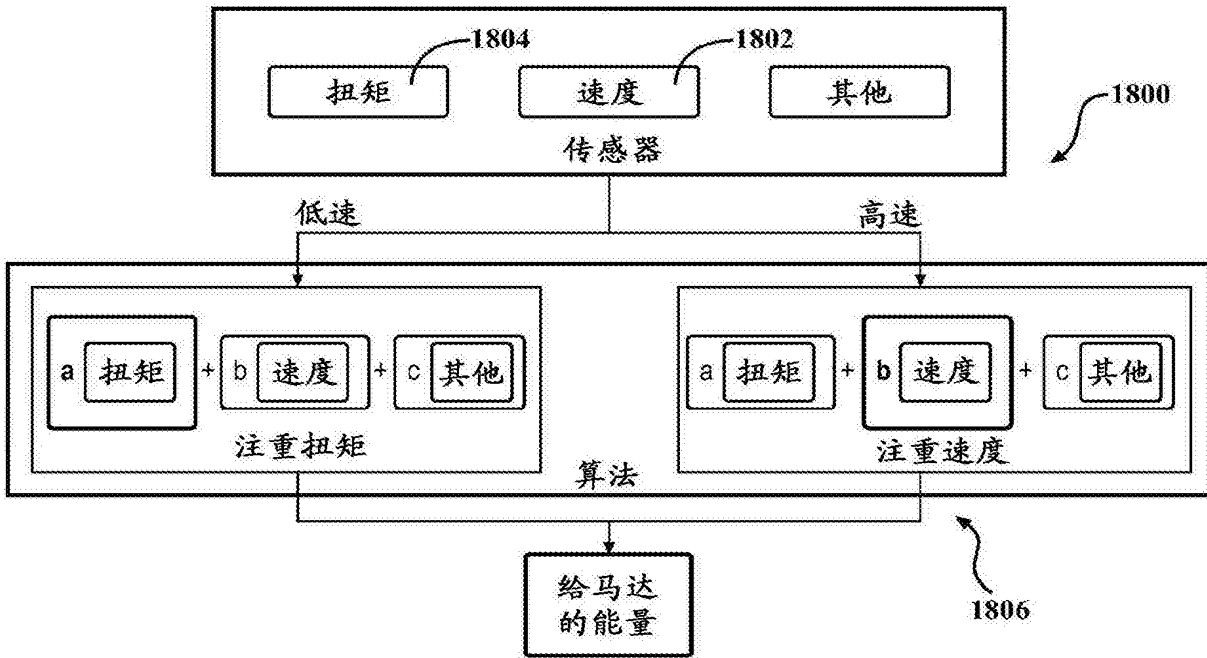 1804
1802
扭矩 速度 其他
1800
传感器
低速 高速
a 扭矩 + b 速度 + c 其他
a 扭矩 + b 速度 + c 其他
注重扭矩
注重速度
算法
给马达
的能量
1806